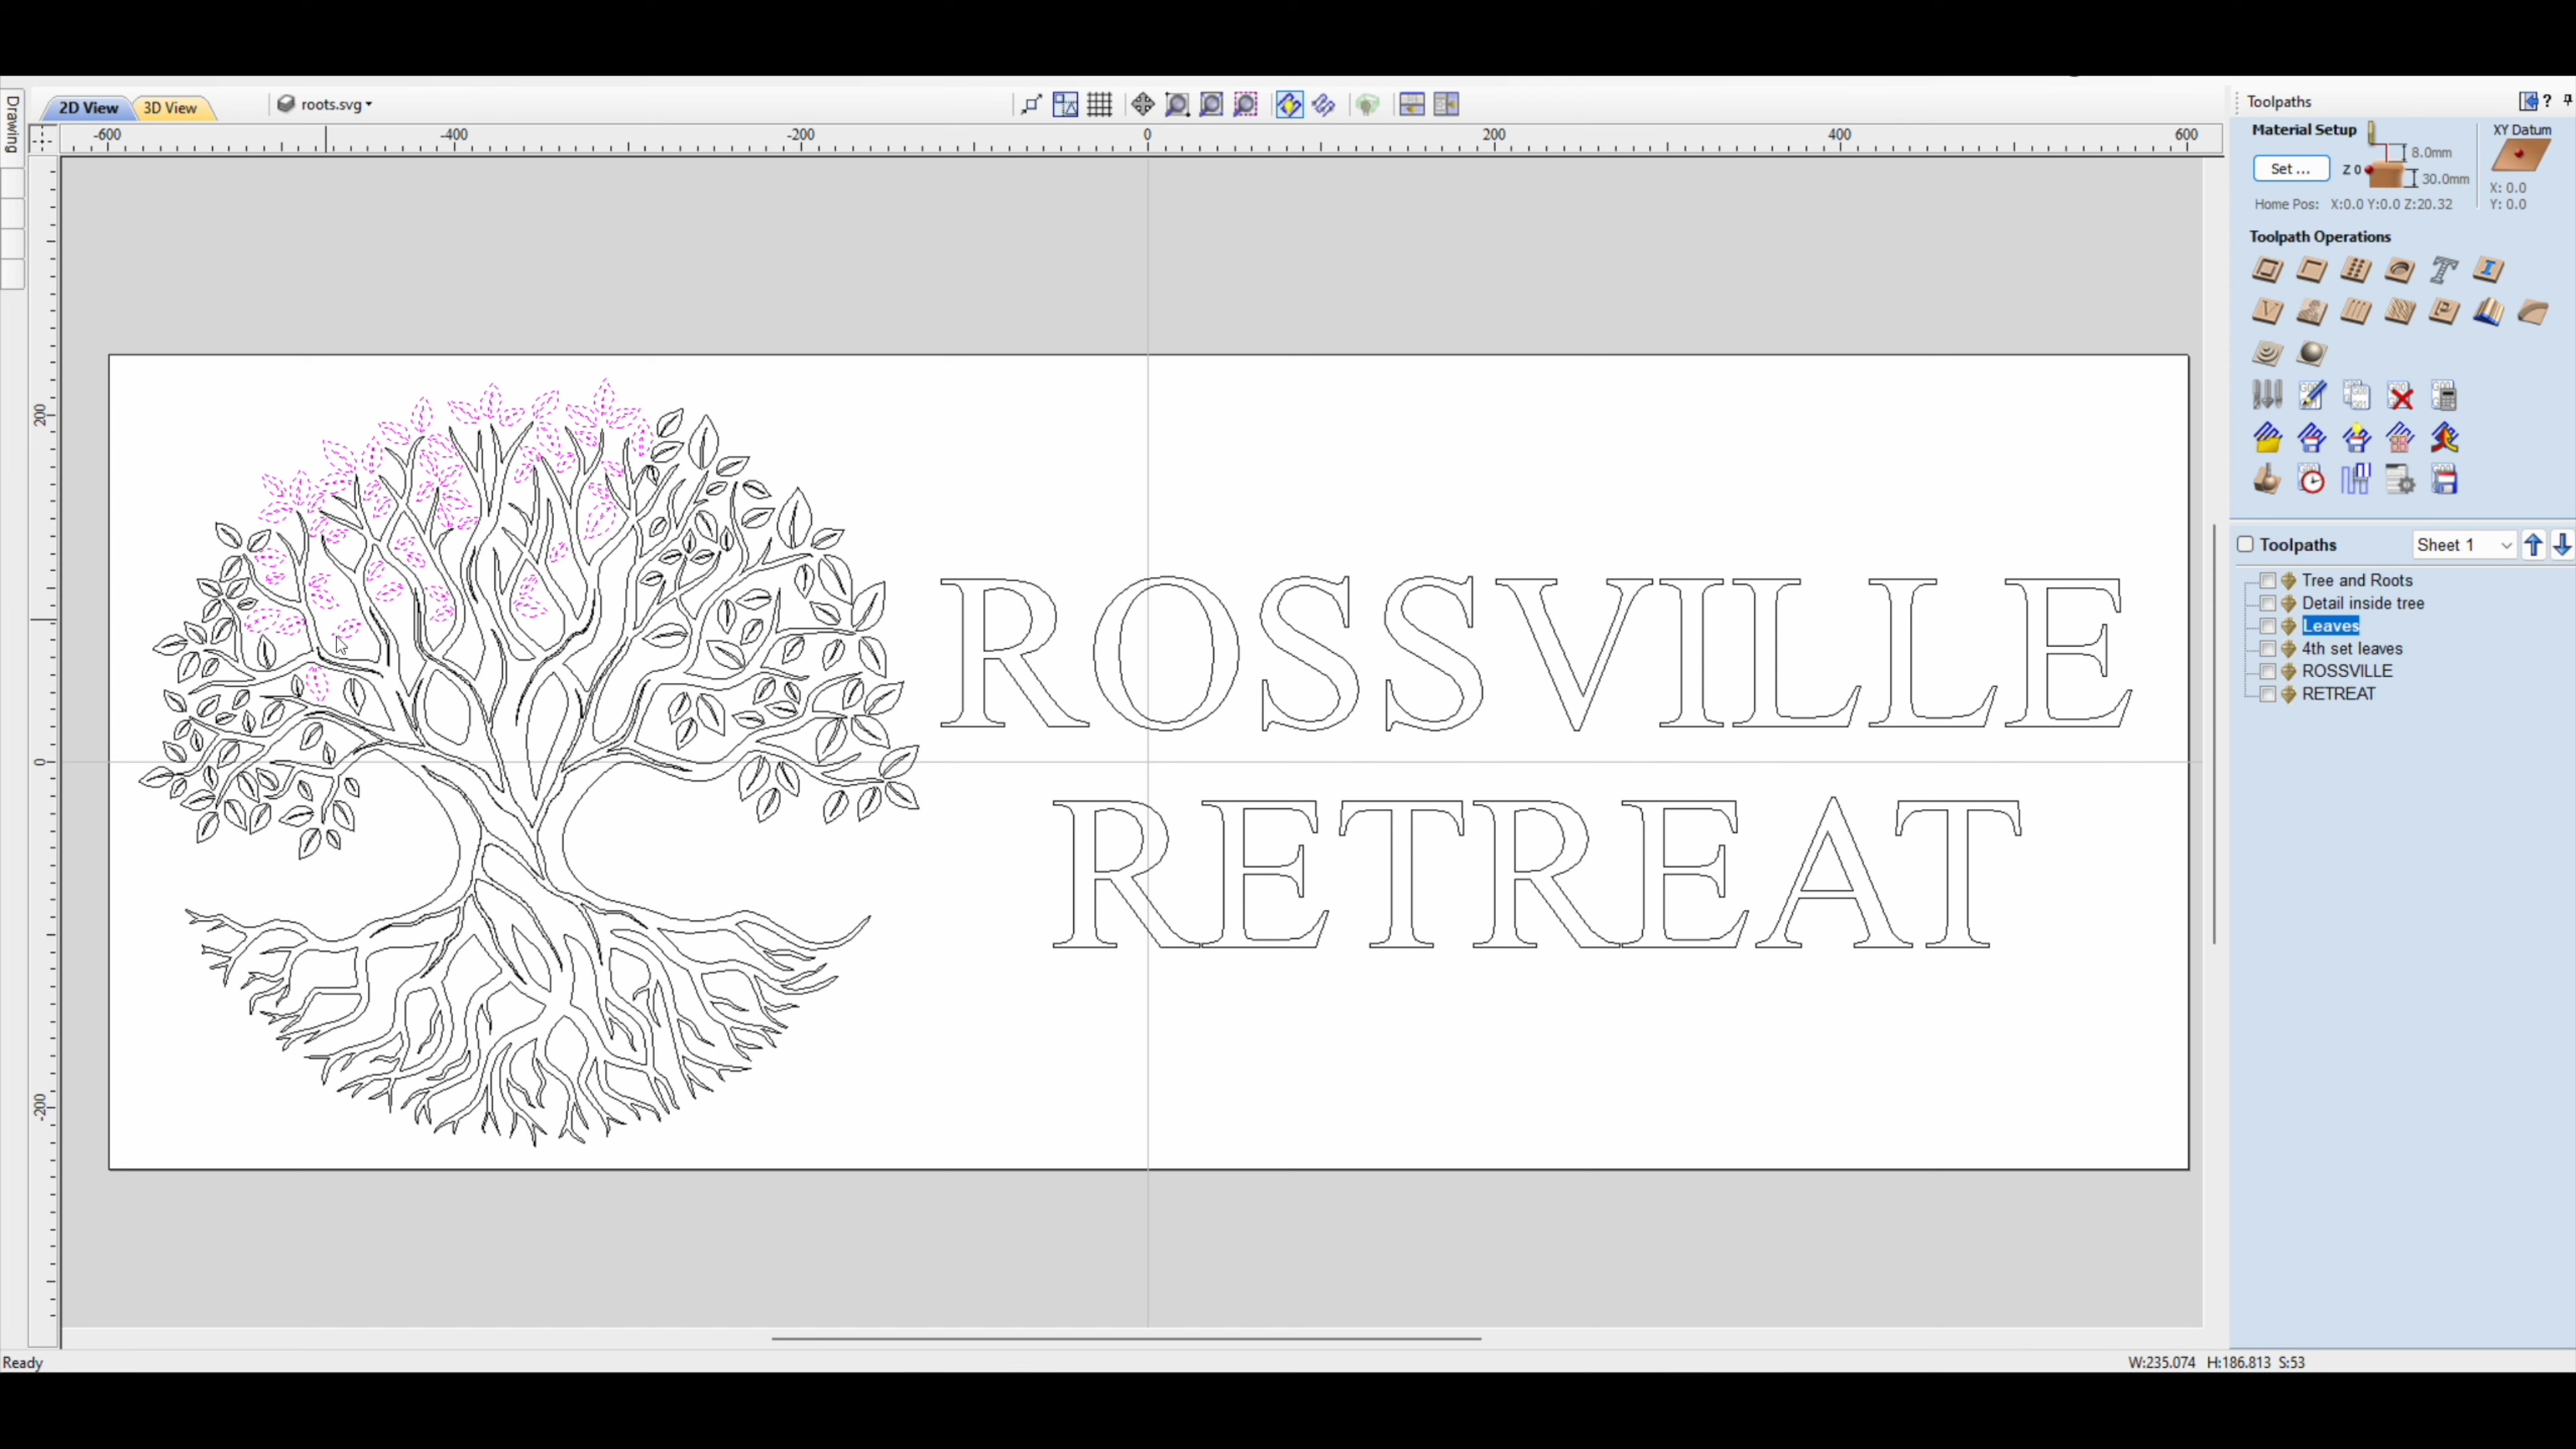 Drawing
2D View
3D View
roots.svg
-600 -400 -200 0 200 400 600
200
0
-200
ROSSVILLE
RETREAT
Toolpaths
?
Material Setup
XY Datum
Set ...
Z 0
8.0mm
30.0mm
X: 0.0
Y: 0.0
Home Pos: X:0.0 Y:0.0 Z:20.32
Toolpath Operations
Toolpaths
Sheet 1
Tree and Roots
Detail inside tree
Leaves
4th set leaves
ROSSVILLE
RETREAT
Ready
W:235.074 H:186.813 S:53